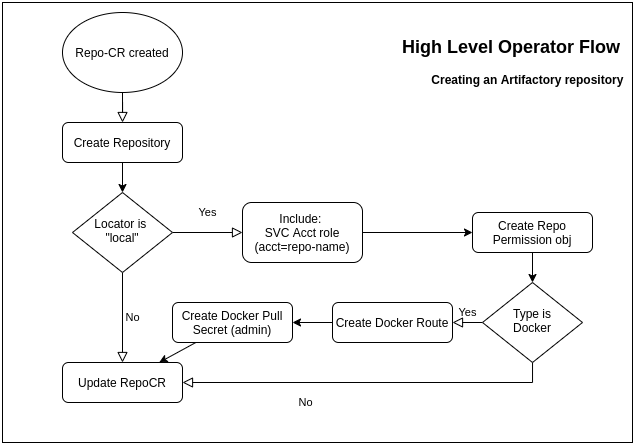 High Level Operator Flow
Creating an Artifactory repository
Repo-CR created
Create Repository
Locator is
"local"
Yes
Include:
SVC Acct role
(acct=repo-name)
Create Repo
Permission obj
Type is
Docker
Yes
Create Docker Route
Create Docker Pull
Secret (admin)
No
Update RepoCR
No